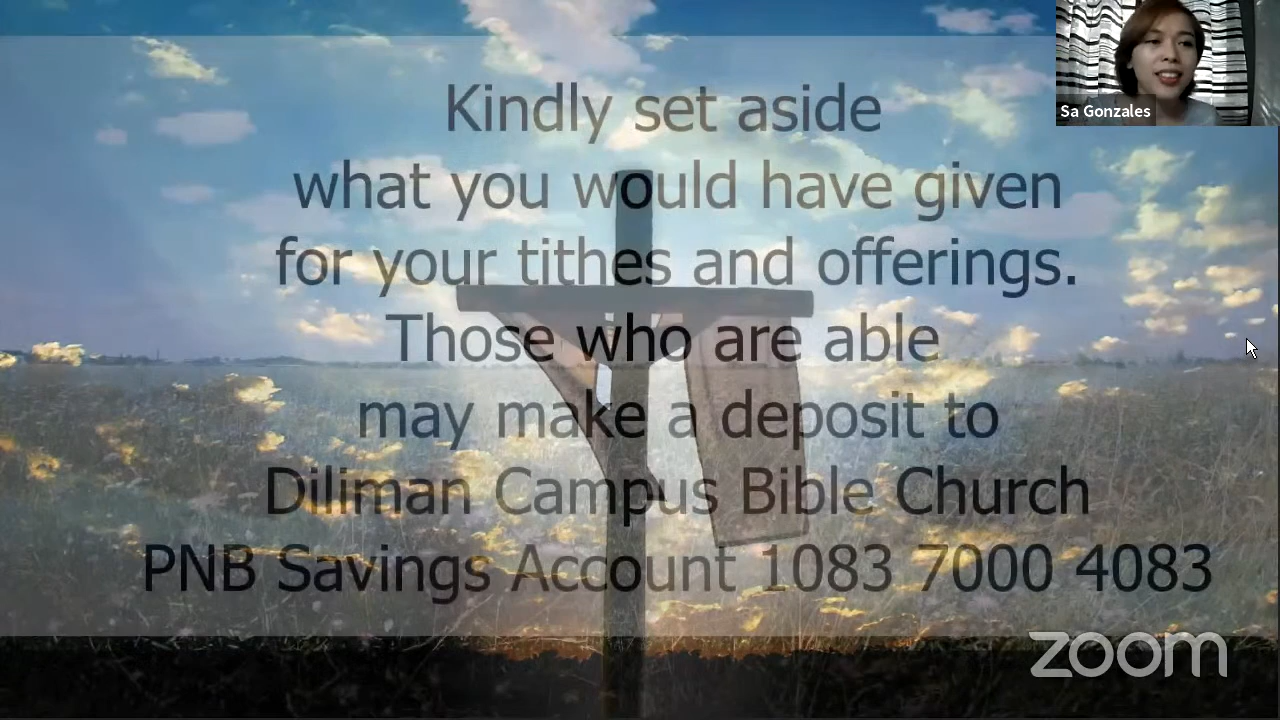 Kindly set aside
what you would have given
for your tithes and offerings.
Those who are able
may make a deposit to
Diliman Campus Bible Church
PNB Savings Account 1083 7000 4083
Sa Gonzales
zoom